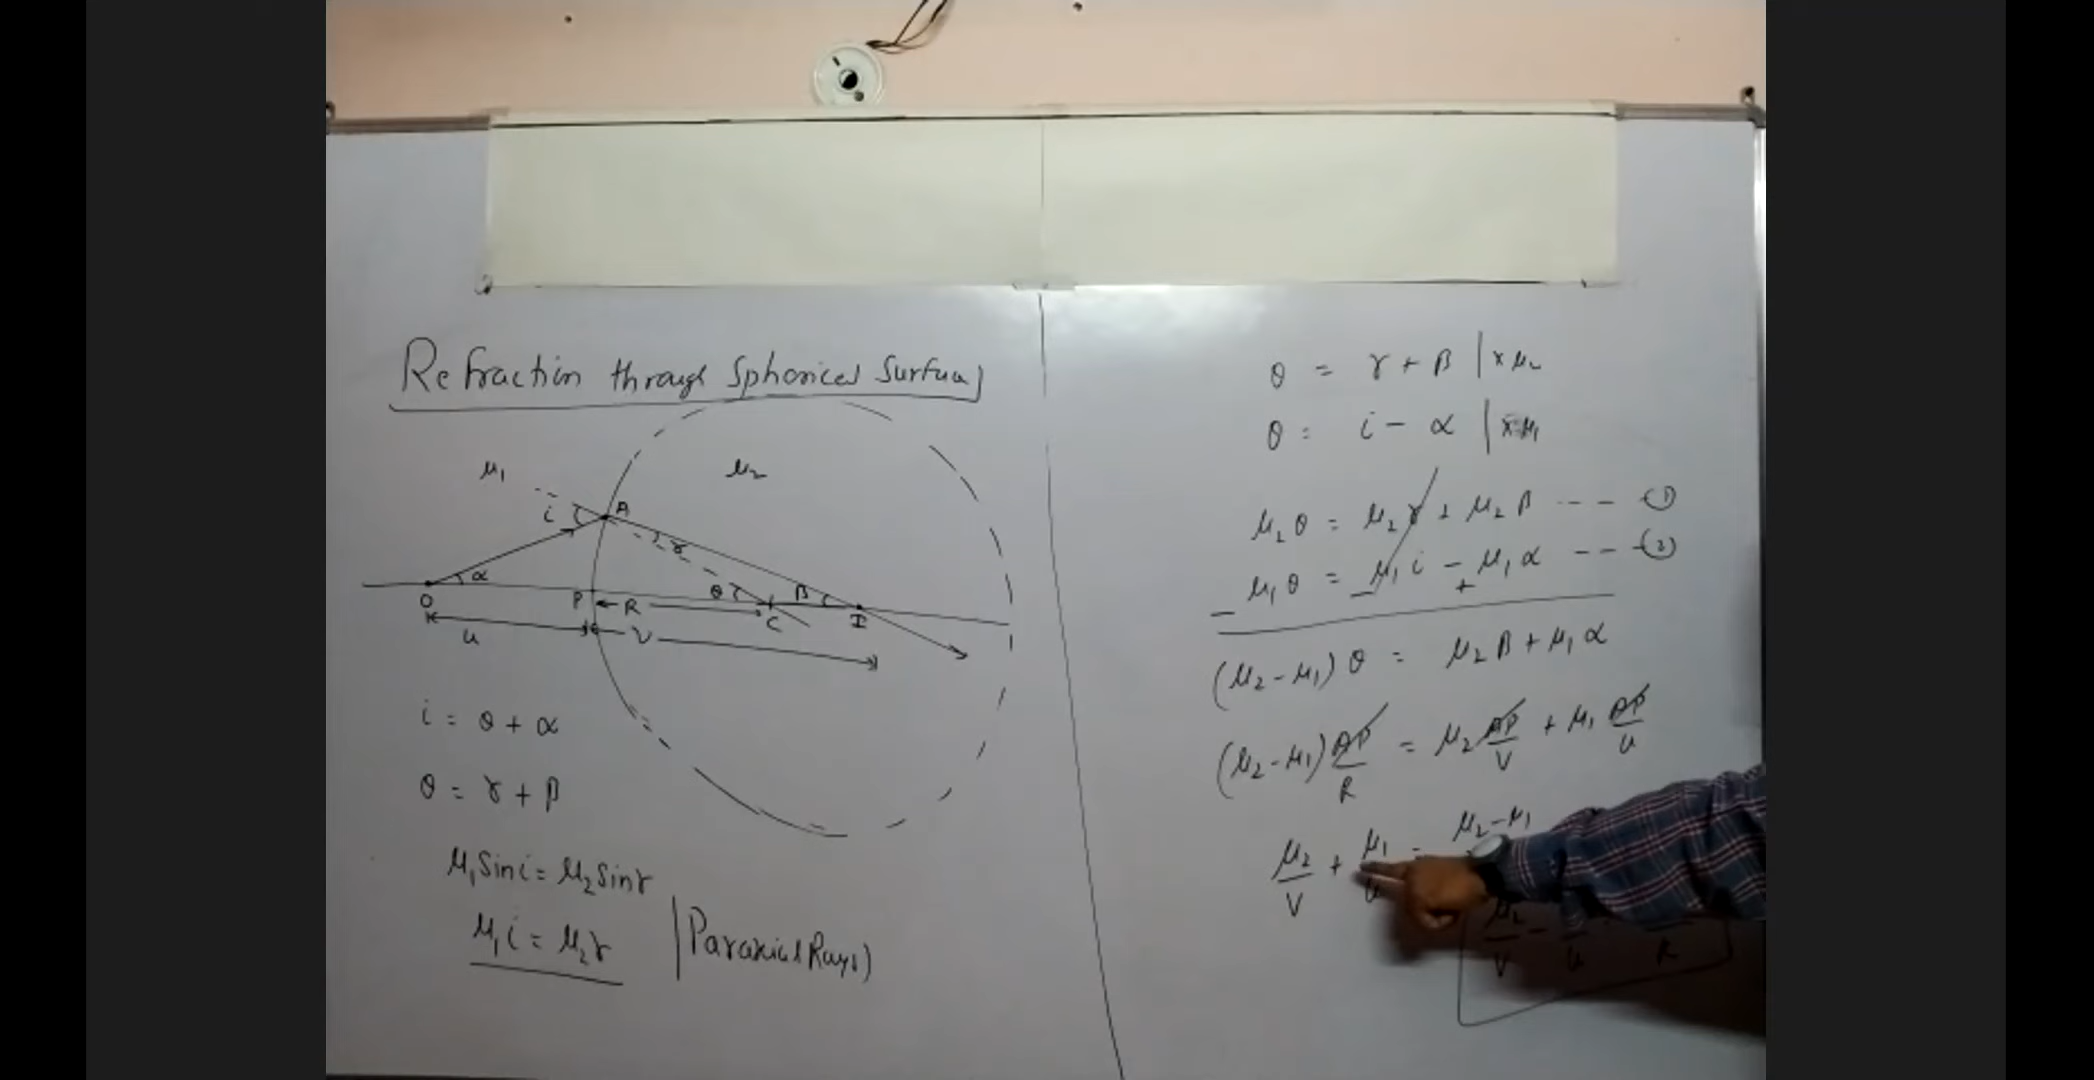 Refraction through Spherical Surface
μ₁
μ₂
i
A
r
α
θ
β
O
P
R
C
I
u
v
i = θ + α
θ = r + β
μ₁ Sin i = μ₂ Sin r
μ₁ i = μ₂ r (Paraxial Rays)
θ = r + β | × μ₂
θ = i - α | × μ₁
μ₂ θ = μ₂ r + μ₂ β --- (1)
μ₁ θ = μ₁ i - μ₁ α --- (2)
- - +
(μ₂ - μ₁) θ = μ₂ β + μ₁ α
(μ₂ - μ₁) AP/R = μ₂ AP/V + μ₁ AP/u
μ₂/V + μ₁/u = μ₂ - μ₁
μ₂/V - /u /R